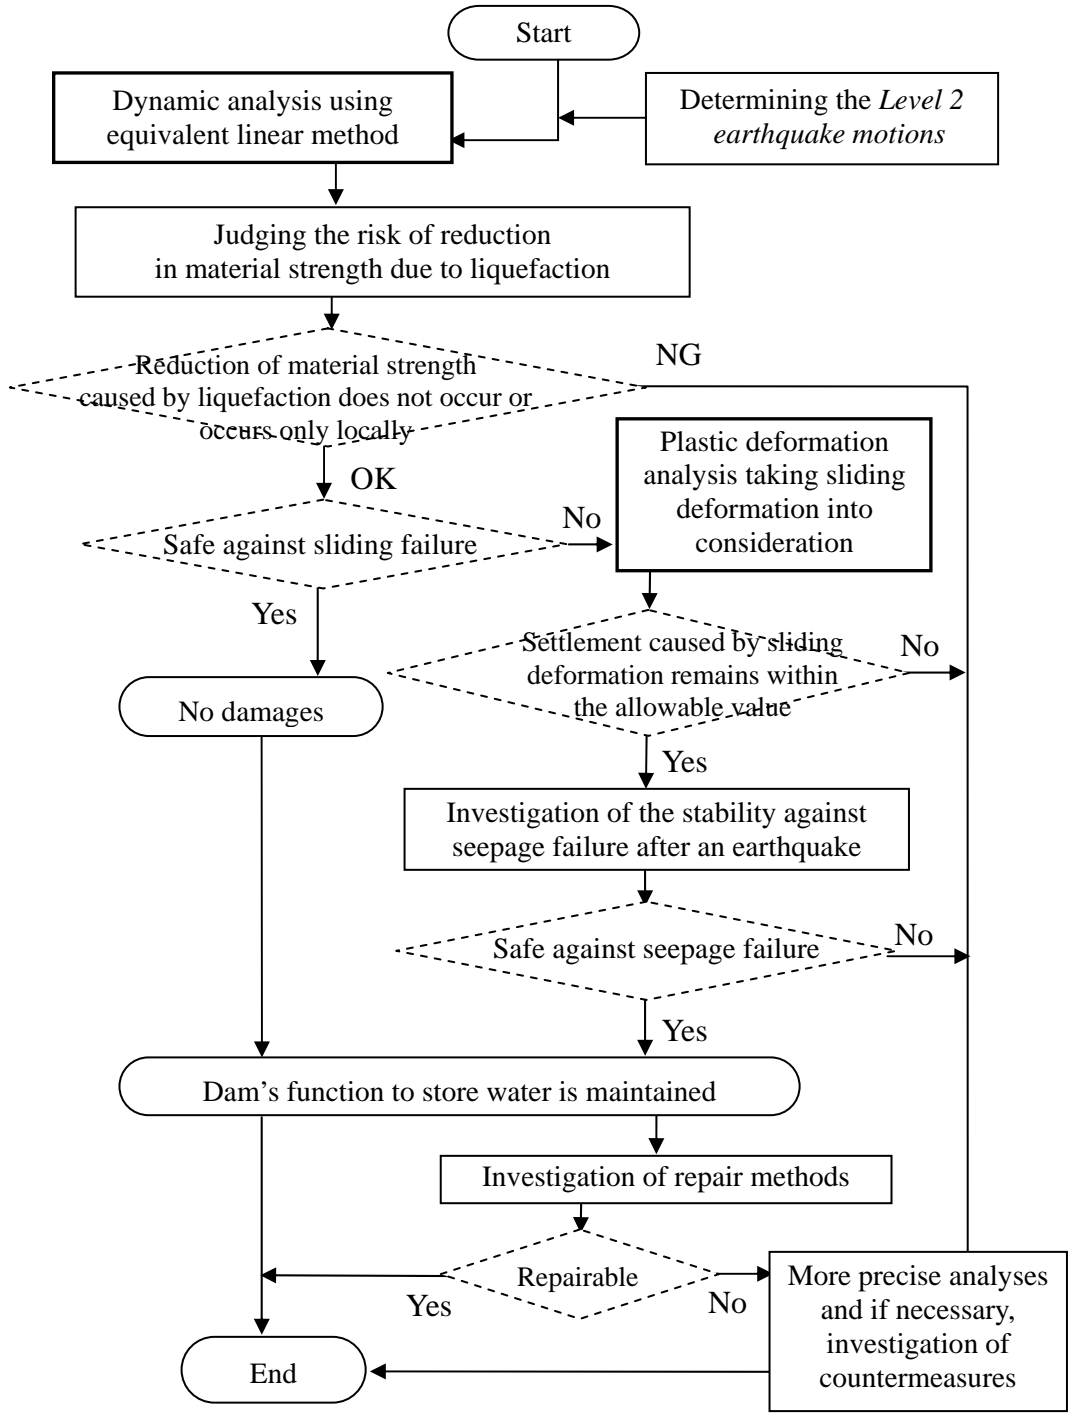 Start
Dynamic analysis using
equivalent linear method
Determining the Level 2
earthquake motions
Judging the risk of reduction
in material strength due to liquefaction
Reduction of material strength
caused by liquefaction does not occur or
occurs only locally
NG
OK
Plastic deformation
analysis taking sliding
deformation into
consideration
Safe against sliding failure
No
Yes
Settlement caused by sliding
deformation remains within
the allowable value
No
No damages
Yes
Investigation of the stability against
seepage failure after an earthquake
Safe against seepage failure
No
Yes
Dam’s function to store water is maintained
Investigation of repair methods
Repairable
Yes
No
More precise analyses
and if necessary,
investigation of
countermeasures
End